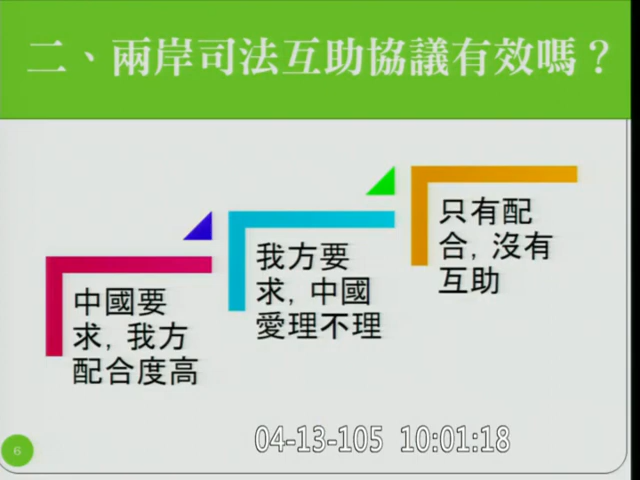 二、兩岸司法互助協議有效嗎？
中國要
求，我方
配合度高
我方要
求，中國
愛理不理
只有配
合，沒有
互助
6
04-13-105 10:01:18